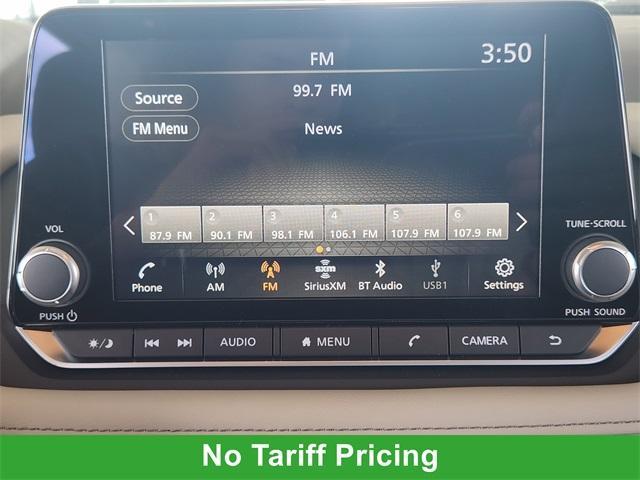 FM
3:50
99.7 FM
Source
FM Menu
News
1
87.9 FM
2
90.1 FM
3
98.1 FM
4
106.1 FM
5
107.9 FM
6
107.9 FM
VOL
TUNE·SCROLL
Phone
AM
FM
sxm
SiriusXM
BT Audio
USB1
Settings
PUSH
PUSH SOUND
AUDIO
MENU
CAMERA
No Tariff Pricing